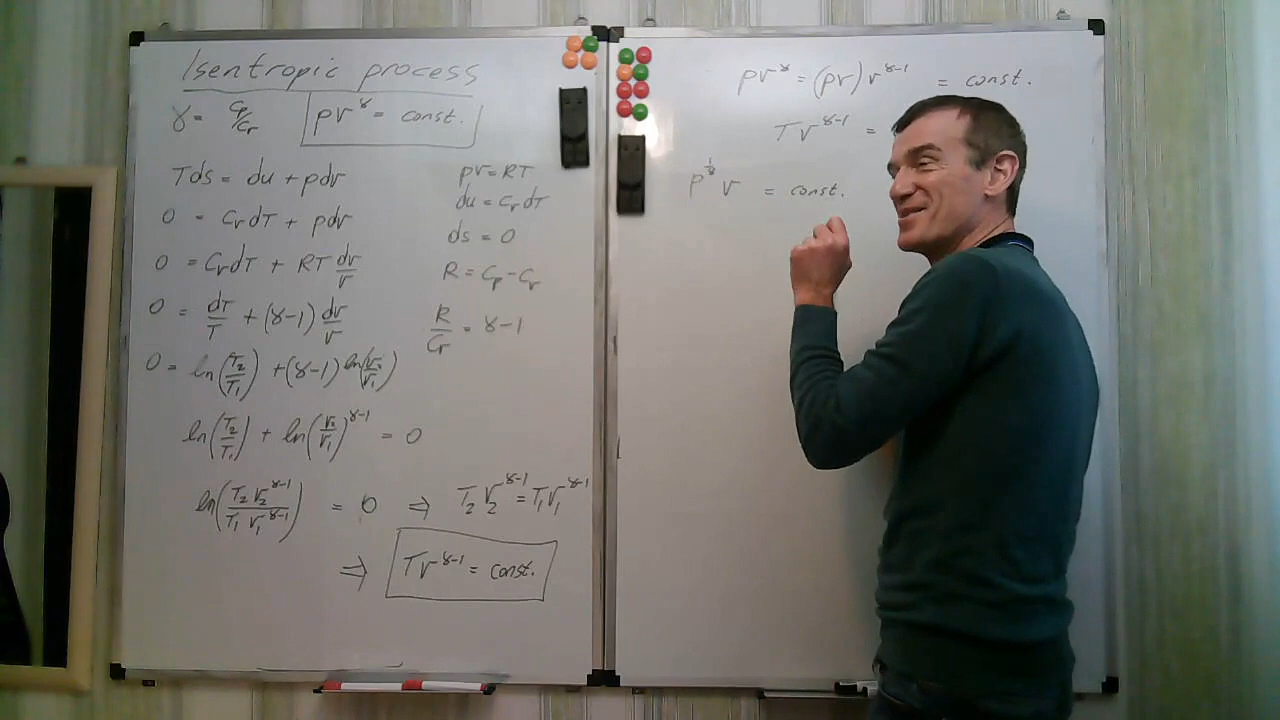 Isentropic process
γ = Cp/Cv
pv^γ = const.
Tds = du + pdv
0 = CvdT + pdv
0 = CvdT + RT dv/v
0 = dT/T + (γ-1) dv/v
0 = ln(T2/T1) + (γ-1) ln(v2/v1)
ln(T2/T1) + ln(v2/v1)^γ-1 = 0
ln(T2 v2^γ-1 / T1 v1^γ-1) = 0 ⇒ T2 v2^γ-1 = T1 v1^γ-1
⇒ Tv^γ-1 = const.
pv = RT
du = CvdT
ds = 0
R = Cp - Cv
R/Cv = γ-1
pv^γ = (pv) v^γ-1 = const.
Tv^γ-1 =
p^1/γ v = const.